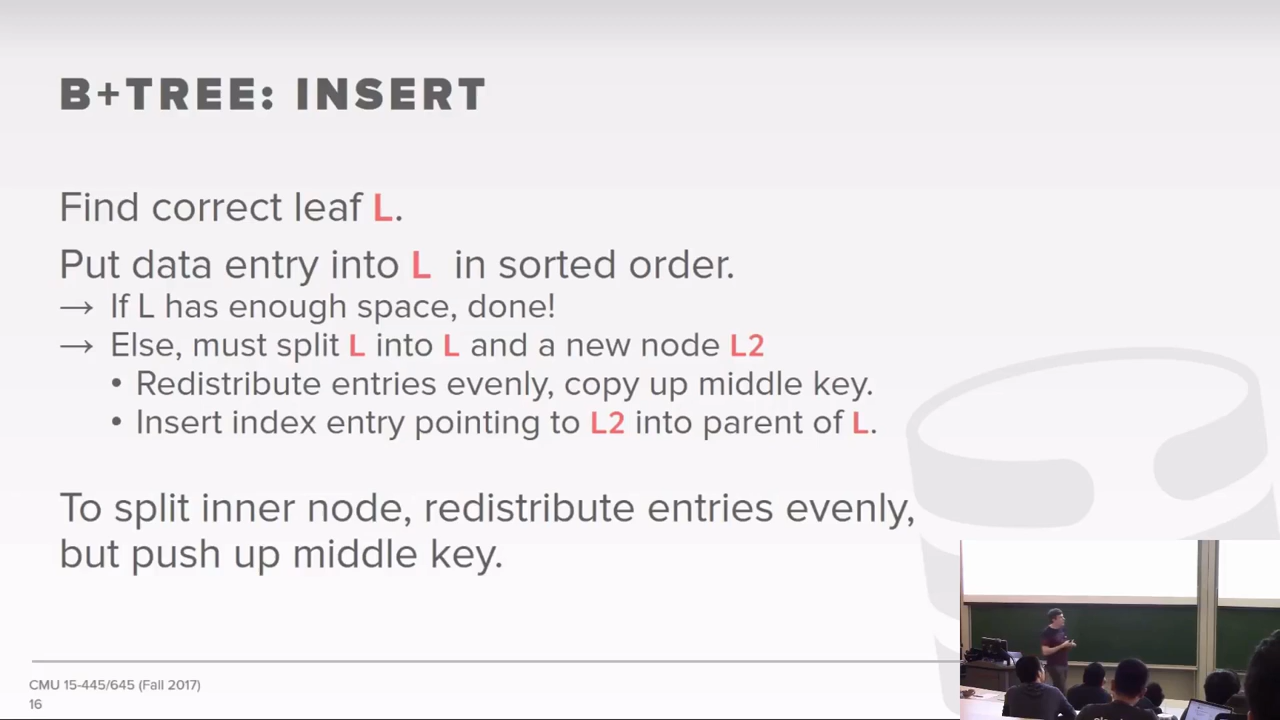 B+TREE: INSERT
Find correct leaf L.
Put data entry into L in sorted order.
→ If L has enough space, done!
→ Else, must split L into L and a new node L2
• Redistribute entries evenly, copy up middle key.
• Insert index entry pointing to L2 into parent of L.
To split inner node, redistribute entries evenly,
but push up middle key.
CMU 15-445/645 (Fall 2017)
16